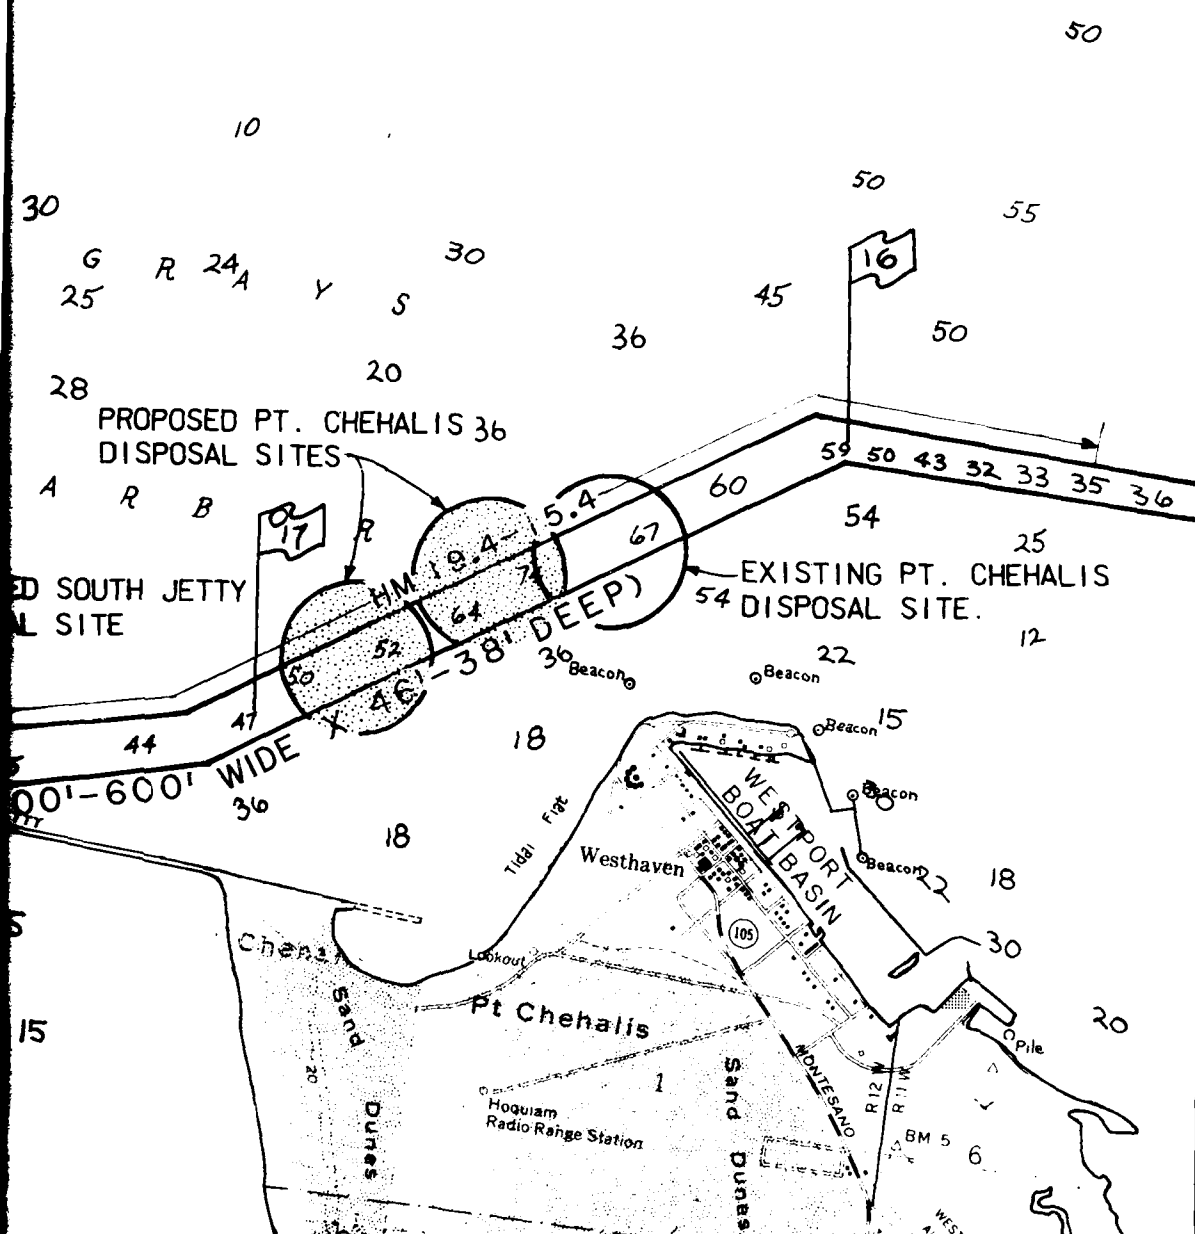 50
10
50
30
55
G R 24 A Y S
30
16
25
45
36
50
20
28
PROPOSED PT. CHEHALIS 36
DISPOSAL SITES
59 50 43 32 33 35 36
A R B R
60
5.4
54
17
67
25
HM 19.4
EXISTING PT. CHEHALIS
54 DISPOSAL SITE.
ED SOUTH JETTY
L SITE
64
12
52
36
22
50
Beacon
Beacon
00'-600' WIDE X 46'-38' DEEP)
47
15
Beacon
44
18
Beacon
36
WESTPORT
BOAT BASIN
Tidal Flat
18
Westhaven
Beacon
22
18
105
30
Lookout
Sand
Dunes
Pt Chehalis
15
20
Pile
20
1
Sand
Dunes
MONTESANO
R 12 W
R 11 W
Hoquiam
Radio Range Station
BM 5
6